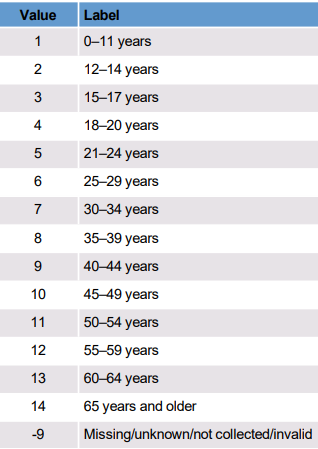 Value Label
1 0–11 years
2 12–14 years
3 15–17 years
4 18–20 years
5 21–24 years
6 25–29 years
7 30–34 years
8 35–39 years
9 40–44 years
10 45–49 years
11 50–54 years
12 55–59 years
13 60–64 years
14 65 years and older
-9 Missing/unknown/not collected/invalid